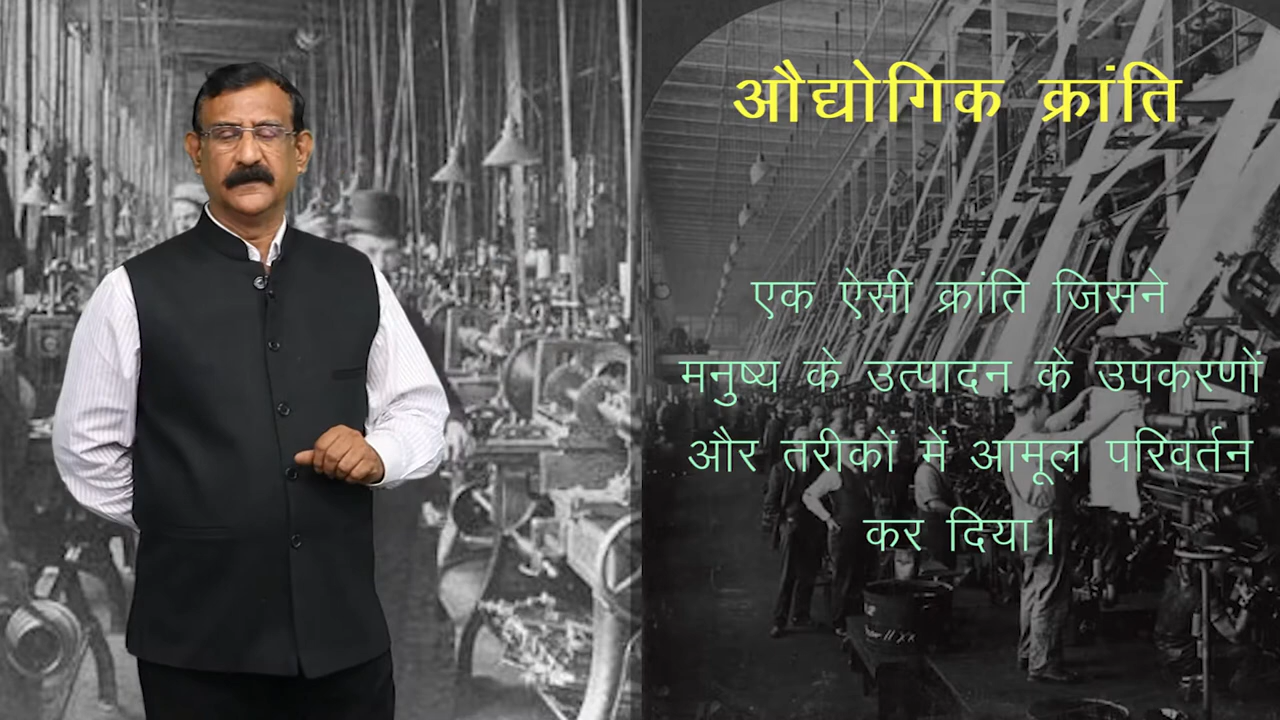 औद्योगिक क्रांति
एक ऐसी क्रांति जिसने
मनुष्य के उत्पादन के उपकरणों
और तरीकों में आमूल परिवर्तन
कर दिया।